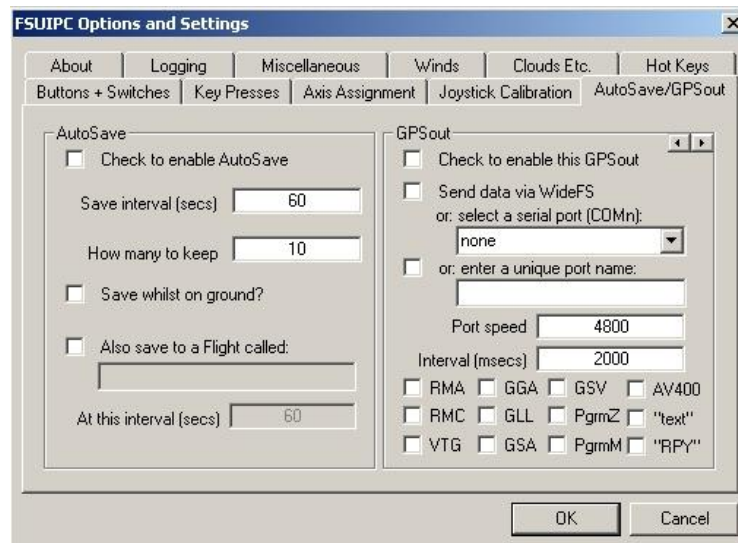 FSUIPC Options and Settings
About Logging Miscellaneous Winds Clouds Etc. Hot Keys
Buttons + Switches Key Presses Axis Assignment Joystick Calibration AutoSave/GPSout
AutoSave
Check to enable AutoSave
Save interval (secs) 60
How many to keep 10
Save whilst on ground?
Also save to a Flight called:
At this interval (secs) 60
GPSout
Check to enable this GPSout
Send data via WideFS
or: select a serial port (COMn):
none
or: enter a unique port name:
Port speed 4800
Interval (msecs) 2000
RMA GGA GSV AV400
RMC GLL PgrmZ "text"
VTG GSA PgrmM "RPY"
OK Cancel